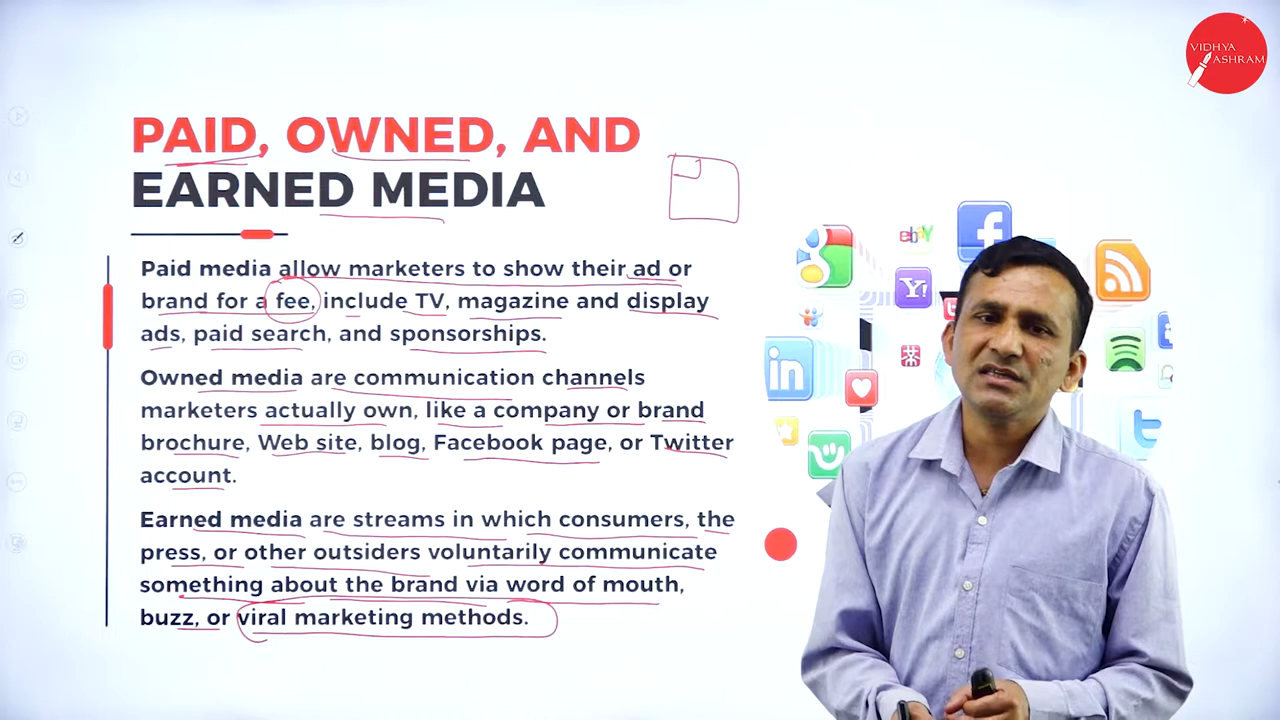 VIDHYA
ASHRAM
PAID, OWNED, AND
EARNED MEDIA
Paid media allow marketers to show their ad or
brand for a fee, include TV, magazine and display
ads, paid search, and sponsorships.
Owned media are communication channels
marketers actually own, like a company or brand
brochure, Web site, blog, Facebook page, or Twitter
account.
Earned media are streams in which consumers, the
press, or other outsiders voluntarily communicate
something about the brand via word of mouth,
buzz, or viral marketing methods.
ebay
f
g
Y!
in
t